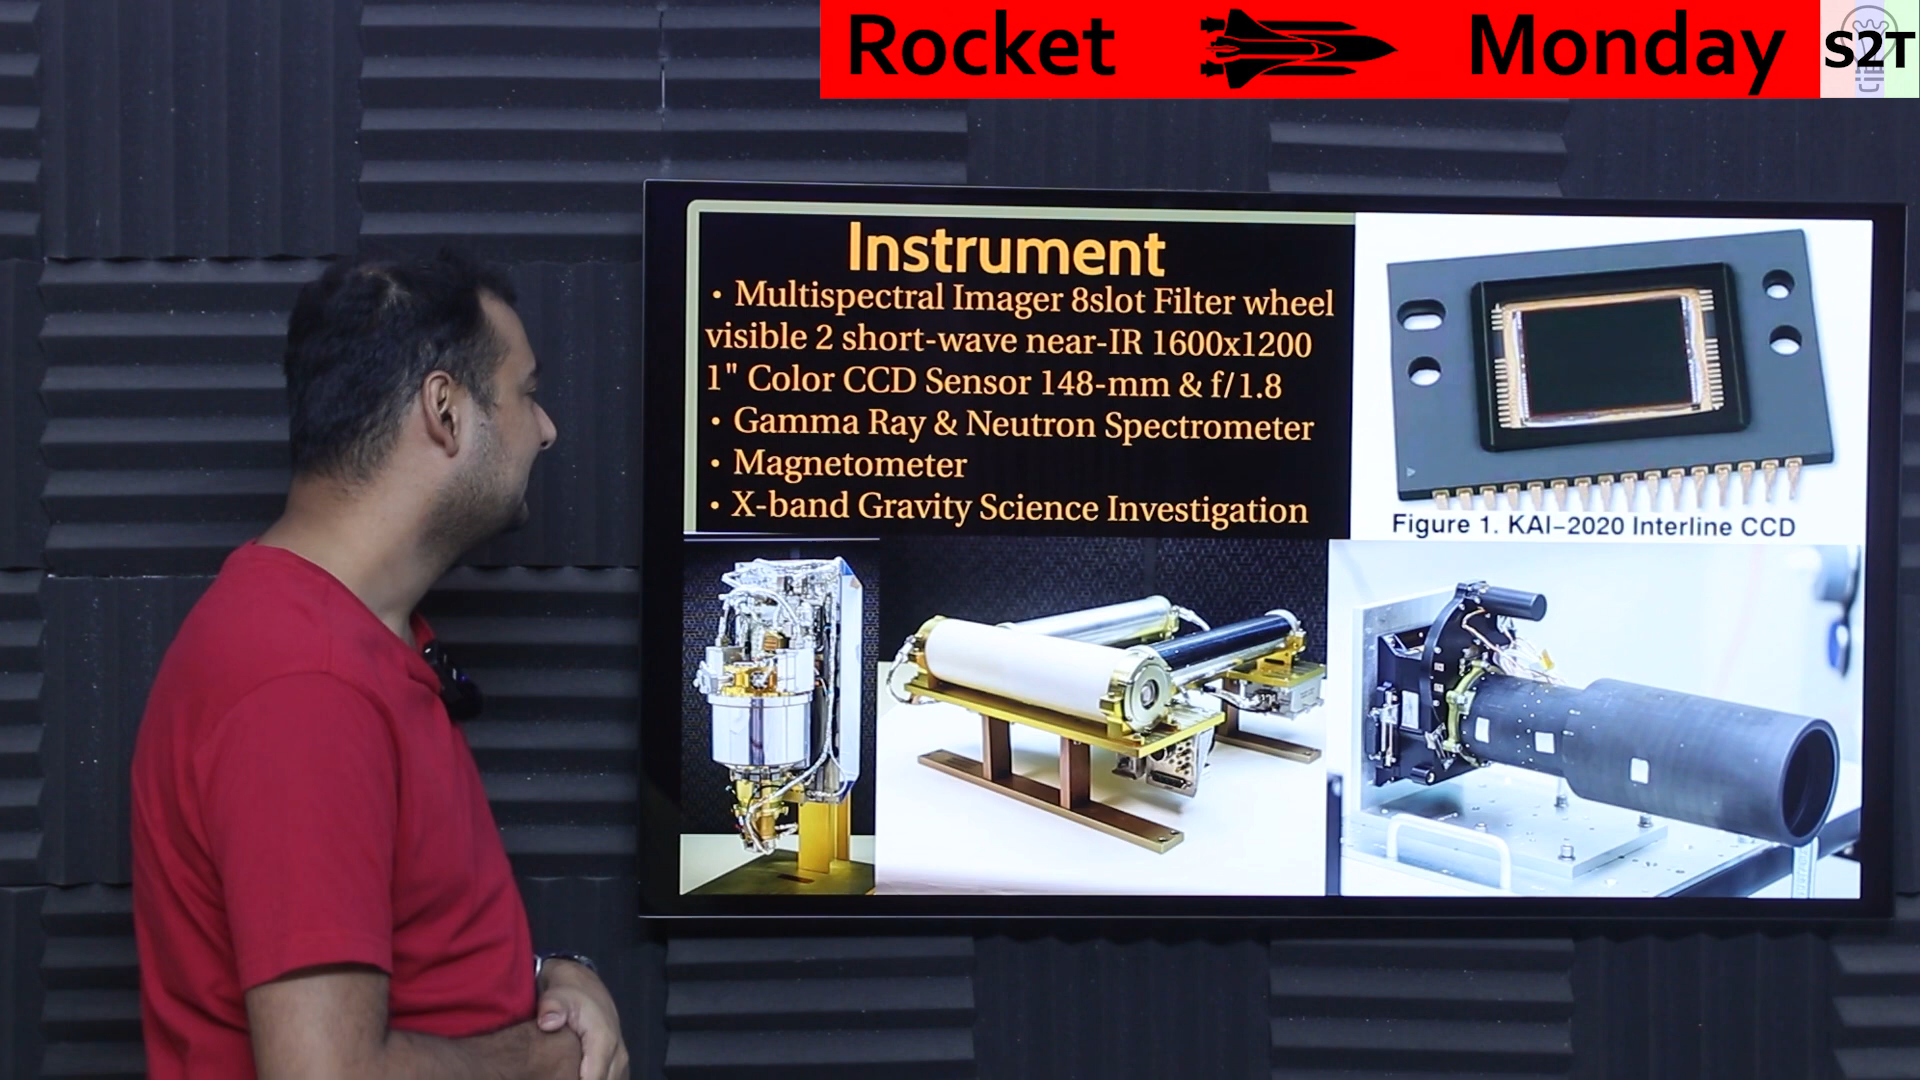 Rocket Monday S2T
Instrument
• Multispectral Imager 8slot Filter wheel
visible 2 short-wave near-IR 1600x1200
1" Color CCD Sensor 148-mm & f/1.8
• Gamma Ray & Neutron Spectrometer
• Magnetometer
• X-band Gravity Science Investigation
Figure 1. KAI–2020 Interline CCD